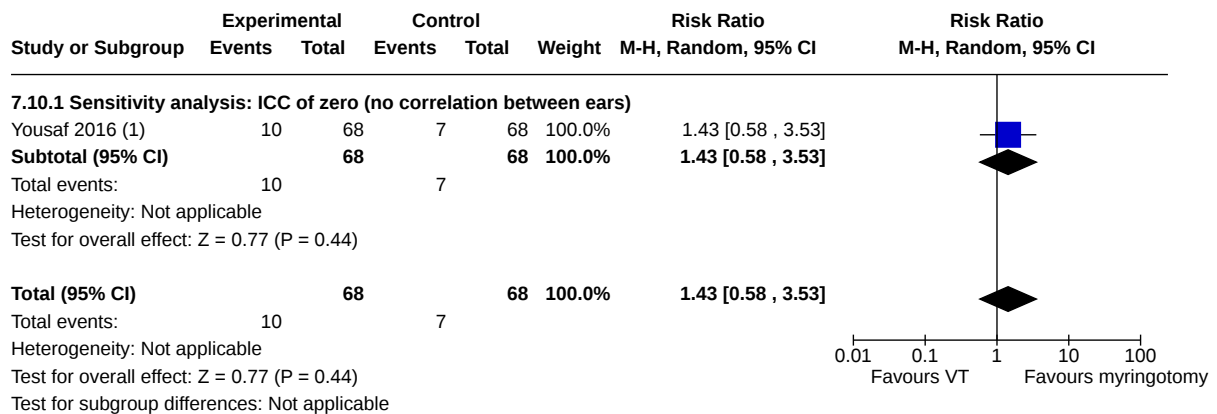 Experimental Control Risk Ratio Risk Ratio
Study or Subgroup Events Total Events Total Weight M-H, Random, 95% CI M-H, Random, 95% CI
7.10.1 Sensitivity analysis: ICC of zero (no correlation between ears)
Yousaf 2016 (1) 10 68 7 68 100.0% 1.43 [0.58 , 3.53]
Subtotal (95% CI) 68 68 100.0% 1.43 [0.58 , 3.53]
Total events: 10 7
Heterogeneity: Not applicable
Test for overall effect: Z = 0.77 (P = 0.44)
Total (95% CI) 68 68 100.0% 1.43 [0.58 , 3.53]
Total events: 10 7
Heterogeneity: Not applicable
Test for overall effect: Z = 0.77 (P = 0.44)
Test for subgroup differences: Not applicable
0.01 0.1 1 10 100
Favours VT Favours myringotomy